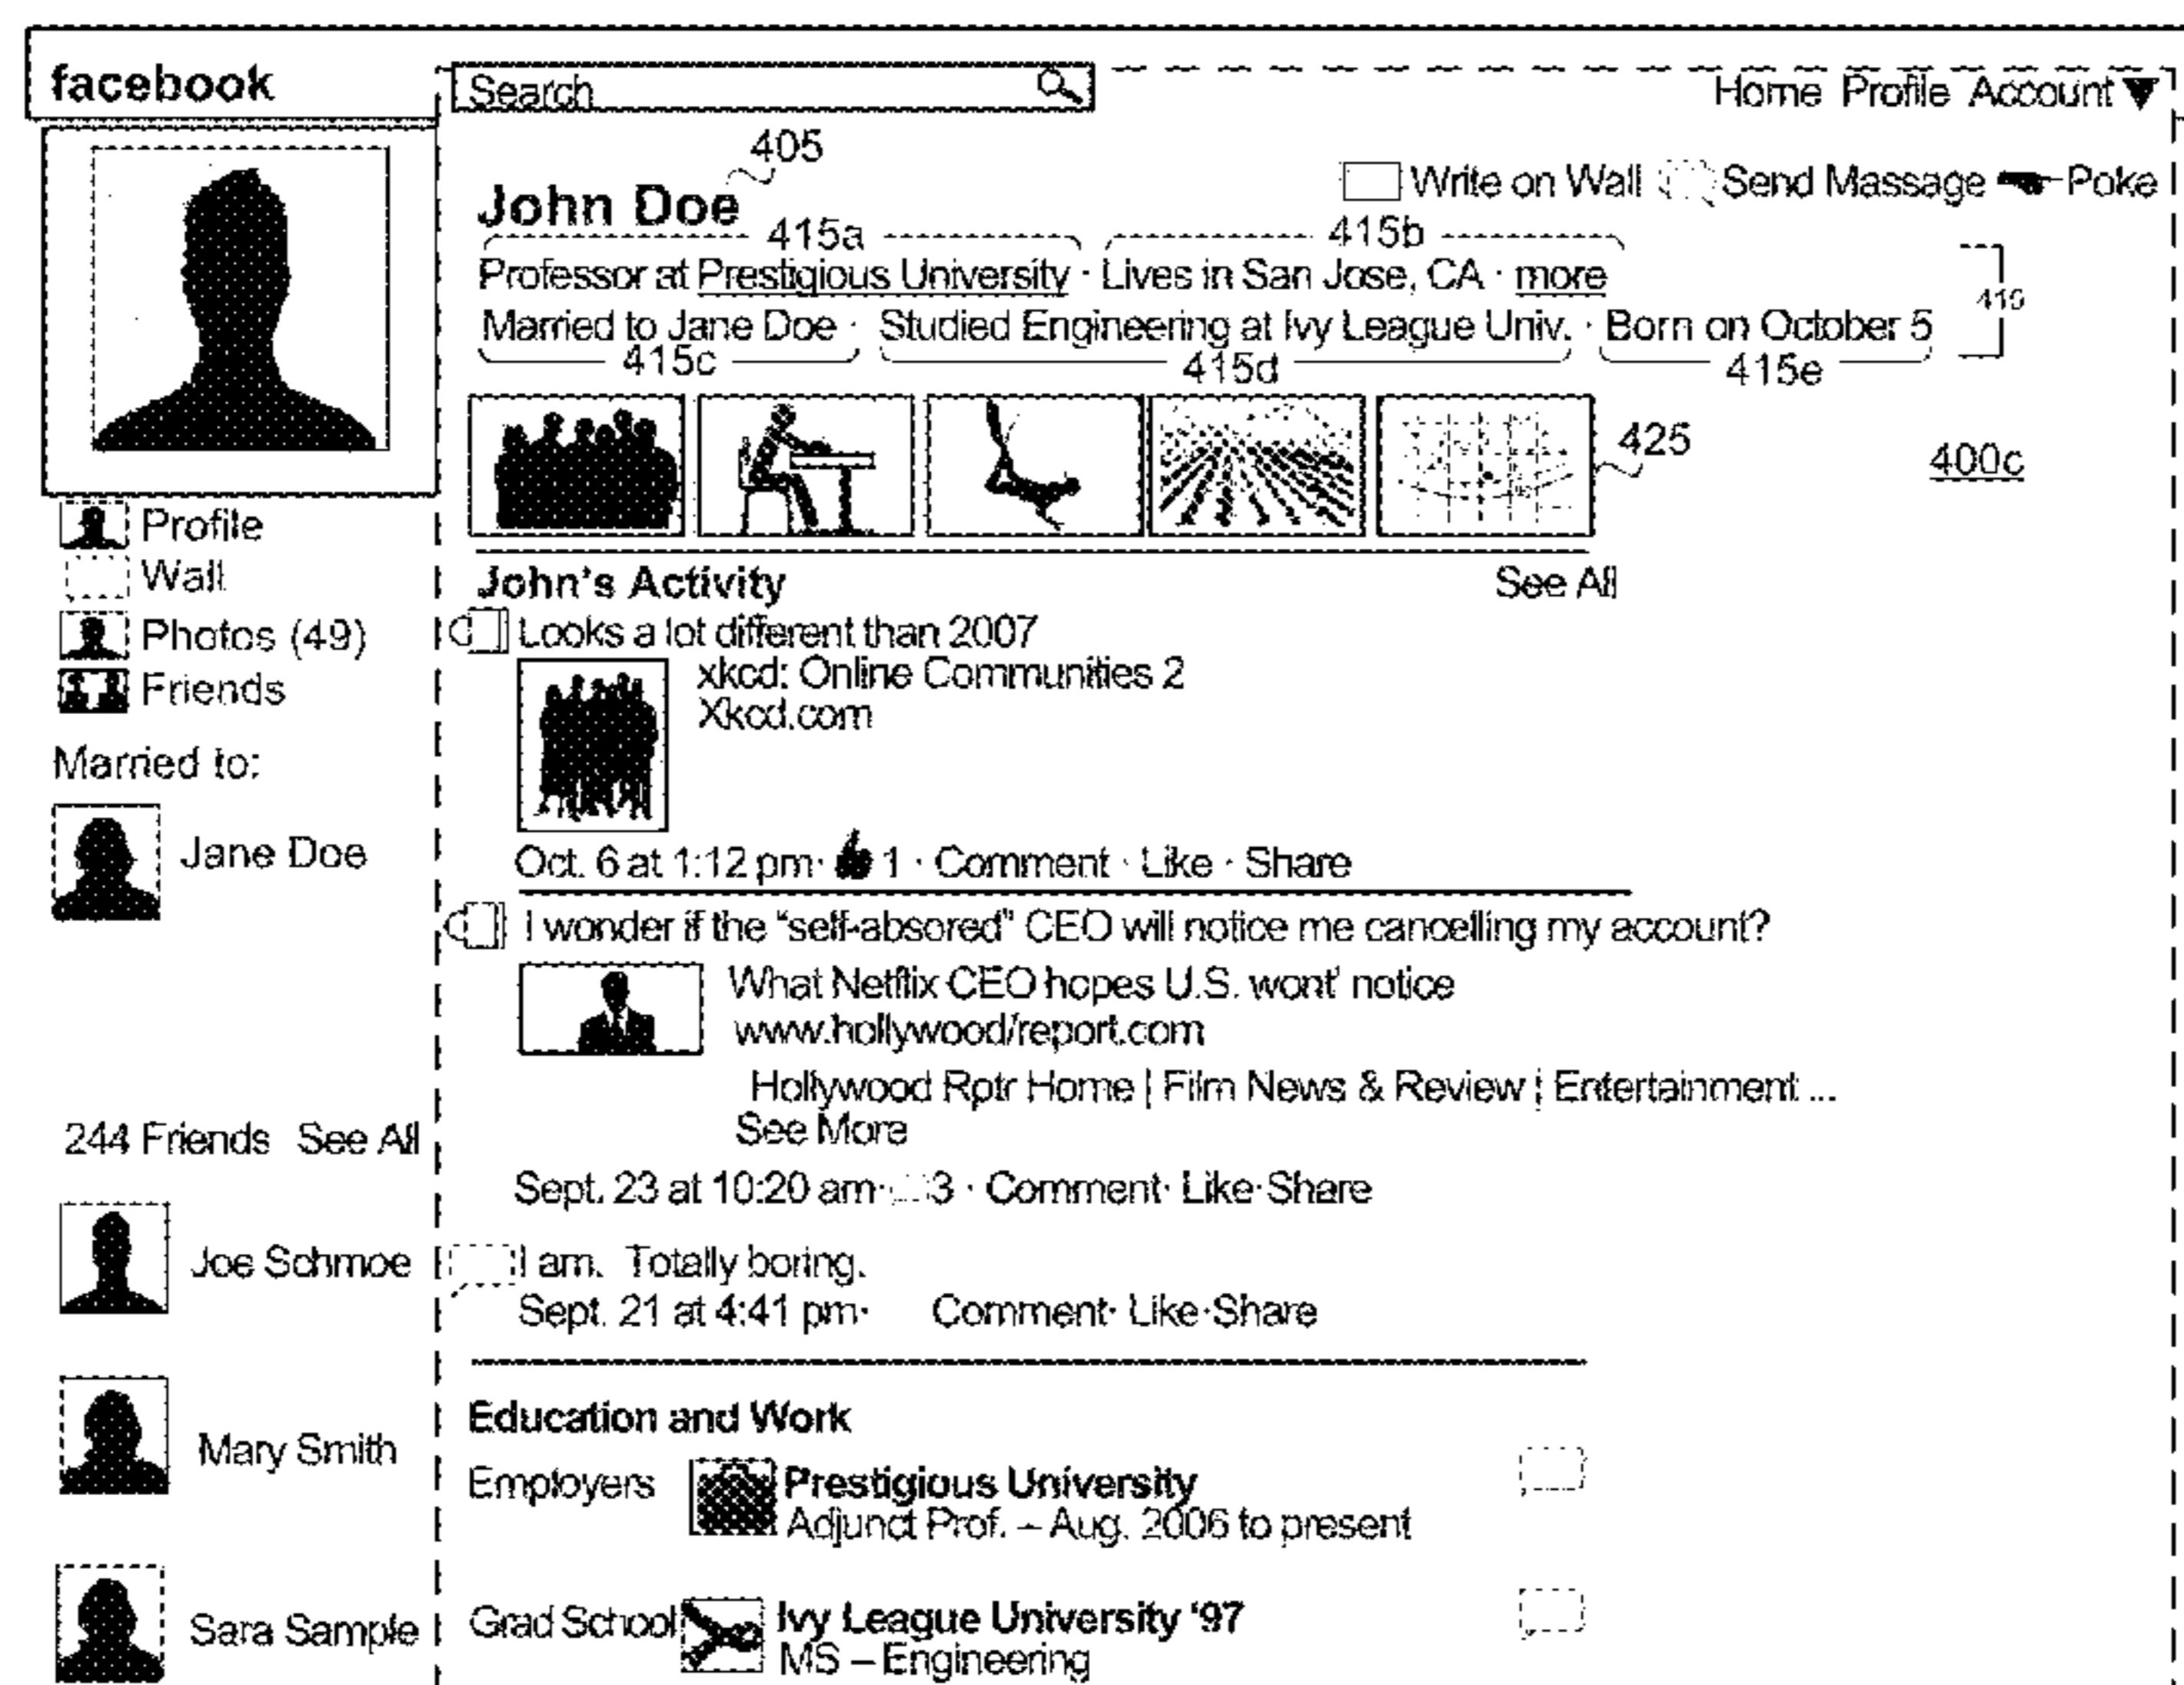 facebook
Search
Home Profile Account
405
John Doe
Write on Wall Send Massage Poke
415a 415b
Professor at Prestigious University · Lives in San Jose, CA · more
410
Married to Jane Doe · Studied Engineering at Ivy League Univ. · Born on October 5
415c 415d 415e
425
400c
Profile
Wall
Photos (49)
Friends
Married to:
Jane Doe
244 Friends See All
Joe Schmoe
Mary Smith
Sara Sample
John's Activity See All
Looks a lot different than 2007
xkcd: Online Communities 2
Xkcd.com
Oct. 6 at 1:12 pm· 1 · Comment · Like · Share
I wonder if the "self-absored" CEO will notice me cancelling my account?
What Netflix CEO hopes U.S. wont' notice
www.hollywood/report.com
Hollywood Rptr Home | Film News & Review | Entertainment ...
See More
Sept. 23 at 10:20 am· 3 · Comment· Like·Share
I am. Totally boring.
Sept. 21 at 4:41 pm· Comment· Like·Share
Education and Work
Employers Prestigious University
Adjunct Prof. – Aug. 2006 to present
Grad School Ivy League University '97
MS – Engineering